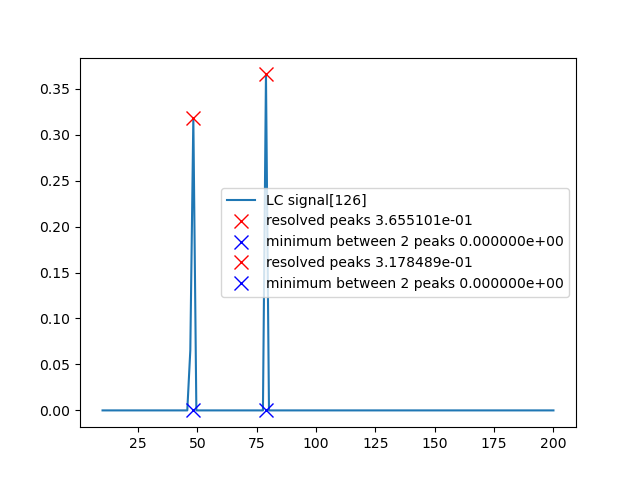 0.35
0.30
0.25
0.20
0.15
0.10
0.05
0.00
LC signal[126]
resolved peaks 3.655101e-01
minimum between 2 peaks 0.000000e+00
resolved peaks 3.178489e-01
minimum between 2 peaks 0.000000e+00
25 50 75 100 125 150 175 200